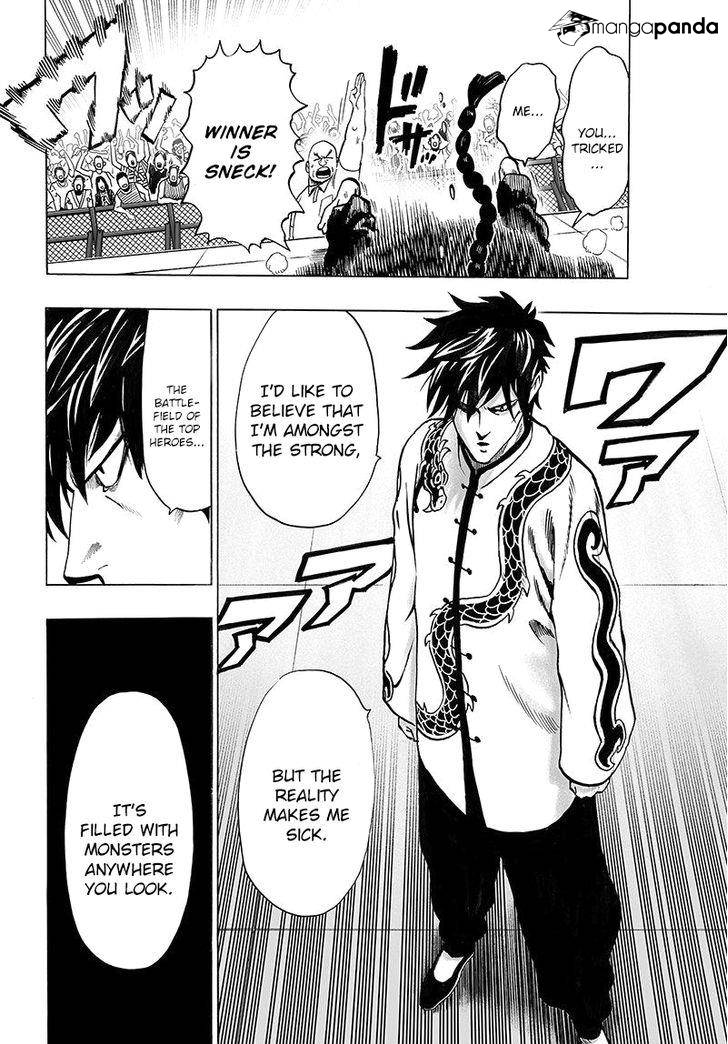 mangapanda
YOU...
TRICKED
...
ME...
ドッ
WINNER
IS
SNECK!
ワァ
ァァ
I'D LIKE TO
BELIEVE THAT
I'M AMONGST
THE STRONG,
BUT THE
REALITY
MAKES ME
SICK.
THE
BATTLE-
FIELD OF
THE TOP
HEROES...
IT'S
FILLED WITH
MONSTERS
ANYWHERE
YOU LOOK.